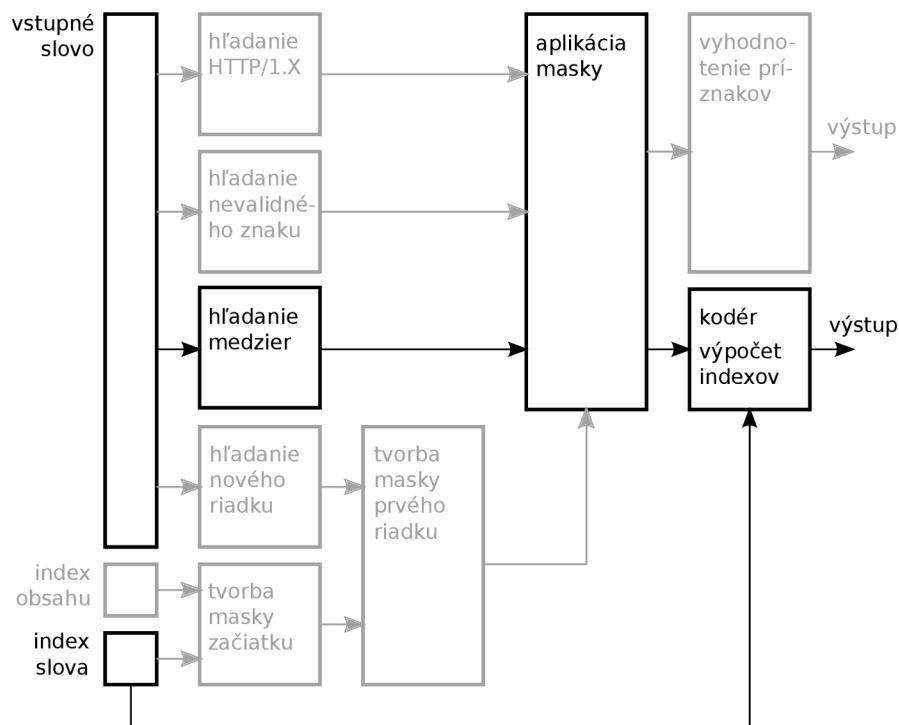 vstupné
slovo
hľadanie
HTTP/1.X
aplikácia
masky
vyhodno-
tenie prí-
znakov
výstup
hľadanie
nevalidné-
ho znaku
hľadanie
medzier
kodér
výpočet
indexov
výstup
hľadanie
nového
riadku
tvorba
masky
prvého
riadku
index
obsahu
tvorba
masky
začiatku
index
slova